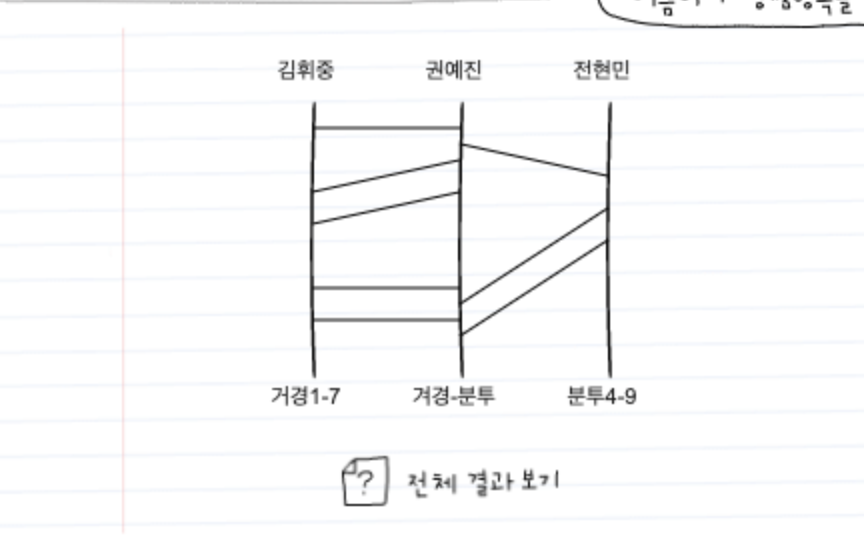 김휘중 권예진 전현민
거경1-7 겨경-분투 분투4-9
? 전체 결과 보기